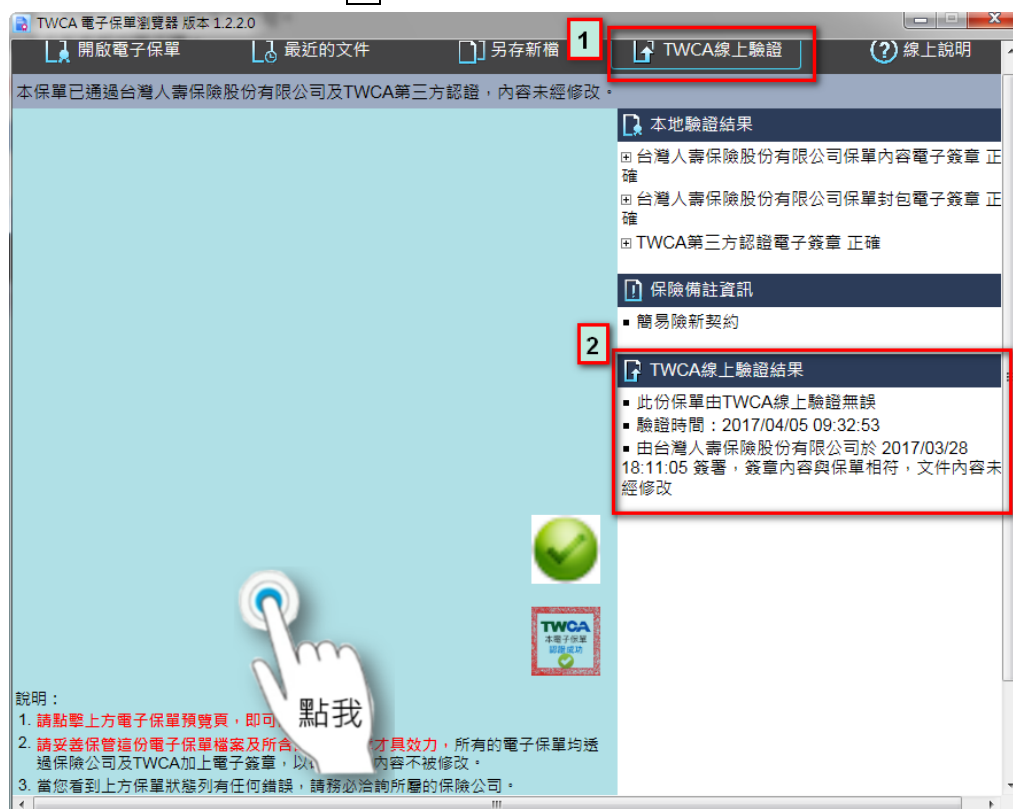 TWCA 電子保單瀏覽器 版本 1.2.2.0
開啟電子保單
最近的文件
另存新檔
1
TWCA線上驗證
線上說明
本保單已通過台灣人壽保險股份有限公司及TWCA第三方認證，內容未經修改。
本地驗證結果
台灣人壽保險股份有限公司保單內容電子簽章 正
確
台灣人壽保險股份有限公司保單封包電子簽章 正
確
TWCA第三方認證電子簽章 正確
保險備註資訊
簡易險新契約
2
TWCA線上驗證結果
此份保單由TWCA線上驗證無誤
驗證時間：2017/04/05 09:32:53
由台灣人壽保險股份有限公司於 2017/03/28
18:11:05 簽署，簽章內容與保單相符，文件內容未
經修改
TWCA
本電子保單
認證成功
點我
說明：
1. 請點擊上方電子保單預覽頁，即可
2. 請妥善保管這份電子保單檔案及所含 才具效力，所有的電子保單均透
過保險公司及TWCA加上電子簽章，以 內容不被修改。
3. 當您看到上方保單狀態列有任何錯誤，請務必洽詢所屬的保險公司。